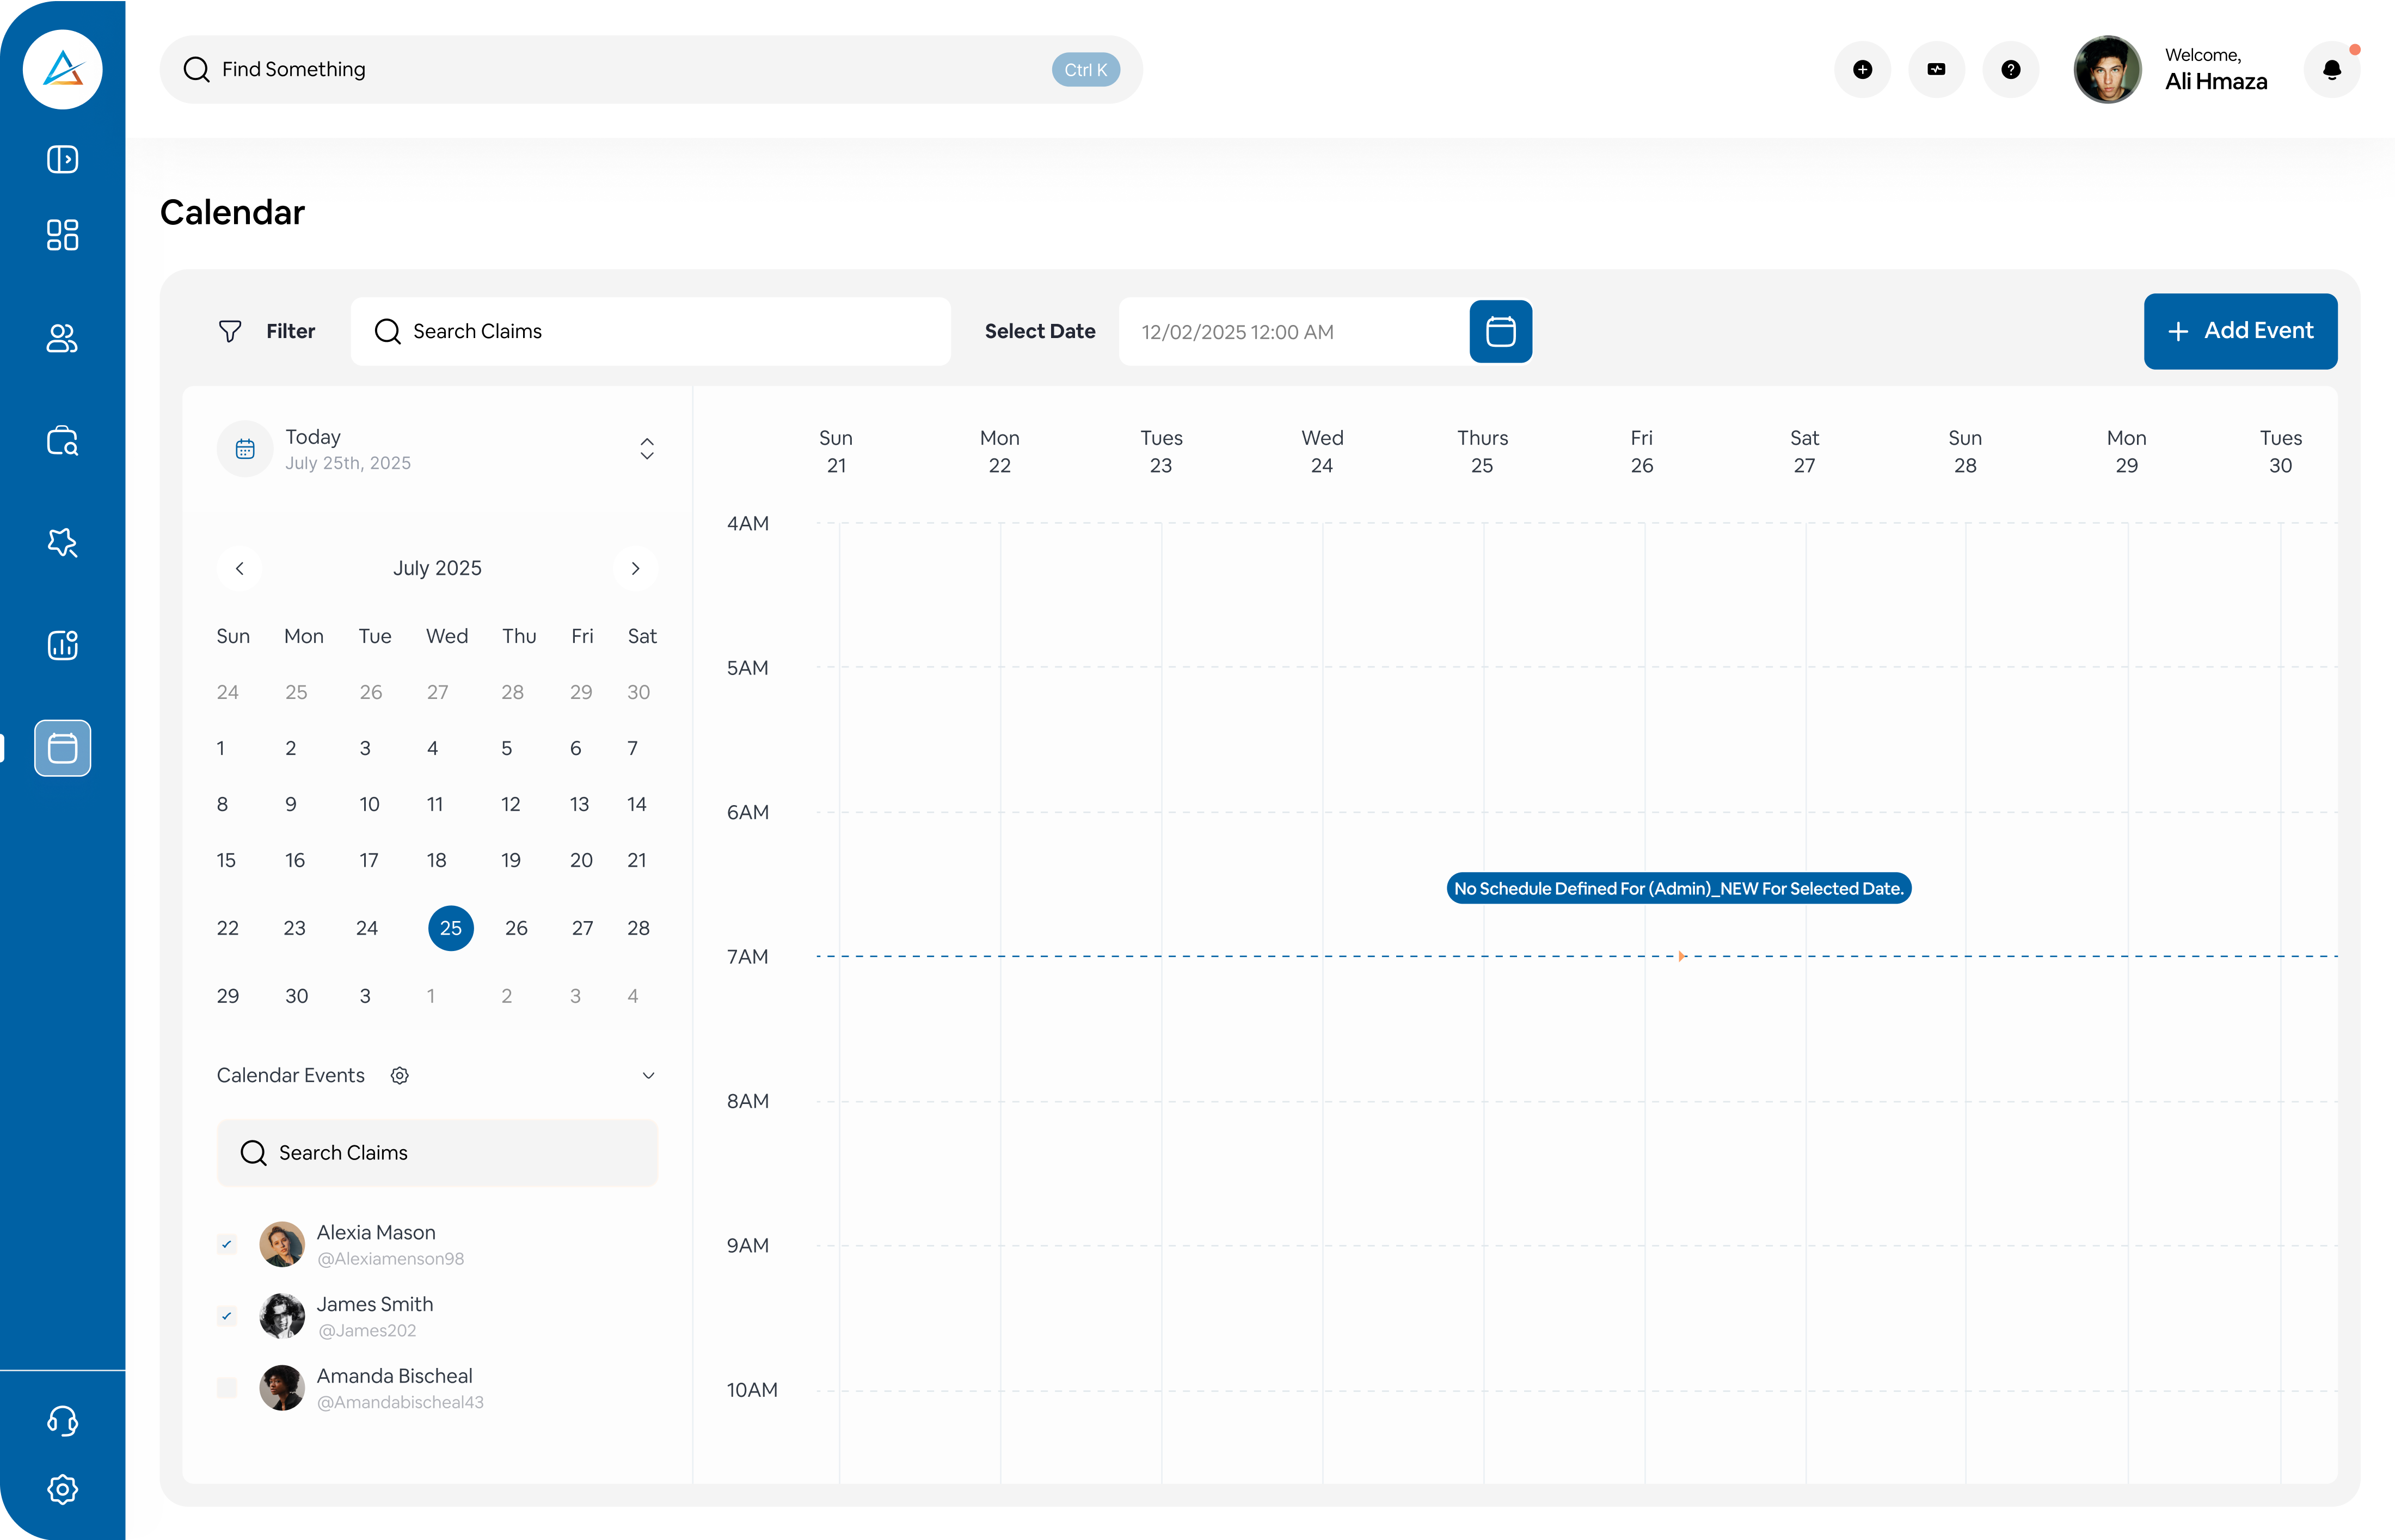 Find Something
Ctrl K
Welcome,
Ali Hmaza
Calendar
Filter
Search Claims
Select Date
12/02/2025 12:00 AM
Add Event
Today
July 25th, 2025
July 2025
Sun Mon Tue Wed Thu Fri Sat
24 25 26 27 28 29 30
1 2 3 4 5 6 7
8 9 10 11 12 13 14
15 16 17 18 19 20 21
22 23 24 25 26 27 28
29 30 3 1 2 3 4
Calendar Events
Search Claims
Alexia Mason
@Alexiamenson98
James Smith
@James202
Amanda Bischeal
@Amandabischeal43
Sun Mon Tues Wed Thurs Fri Sat Sun Mon Tues
21 22 23 24 25 26 27 28 29 30
4AM
5AM
6AM
No Schedule Defined For (Admin)_NEW For Selected Date.
7AM
8AM
9AM
10AM